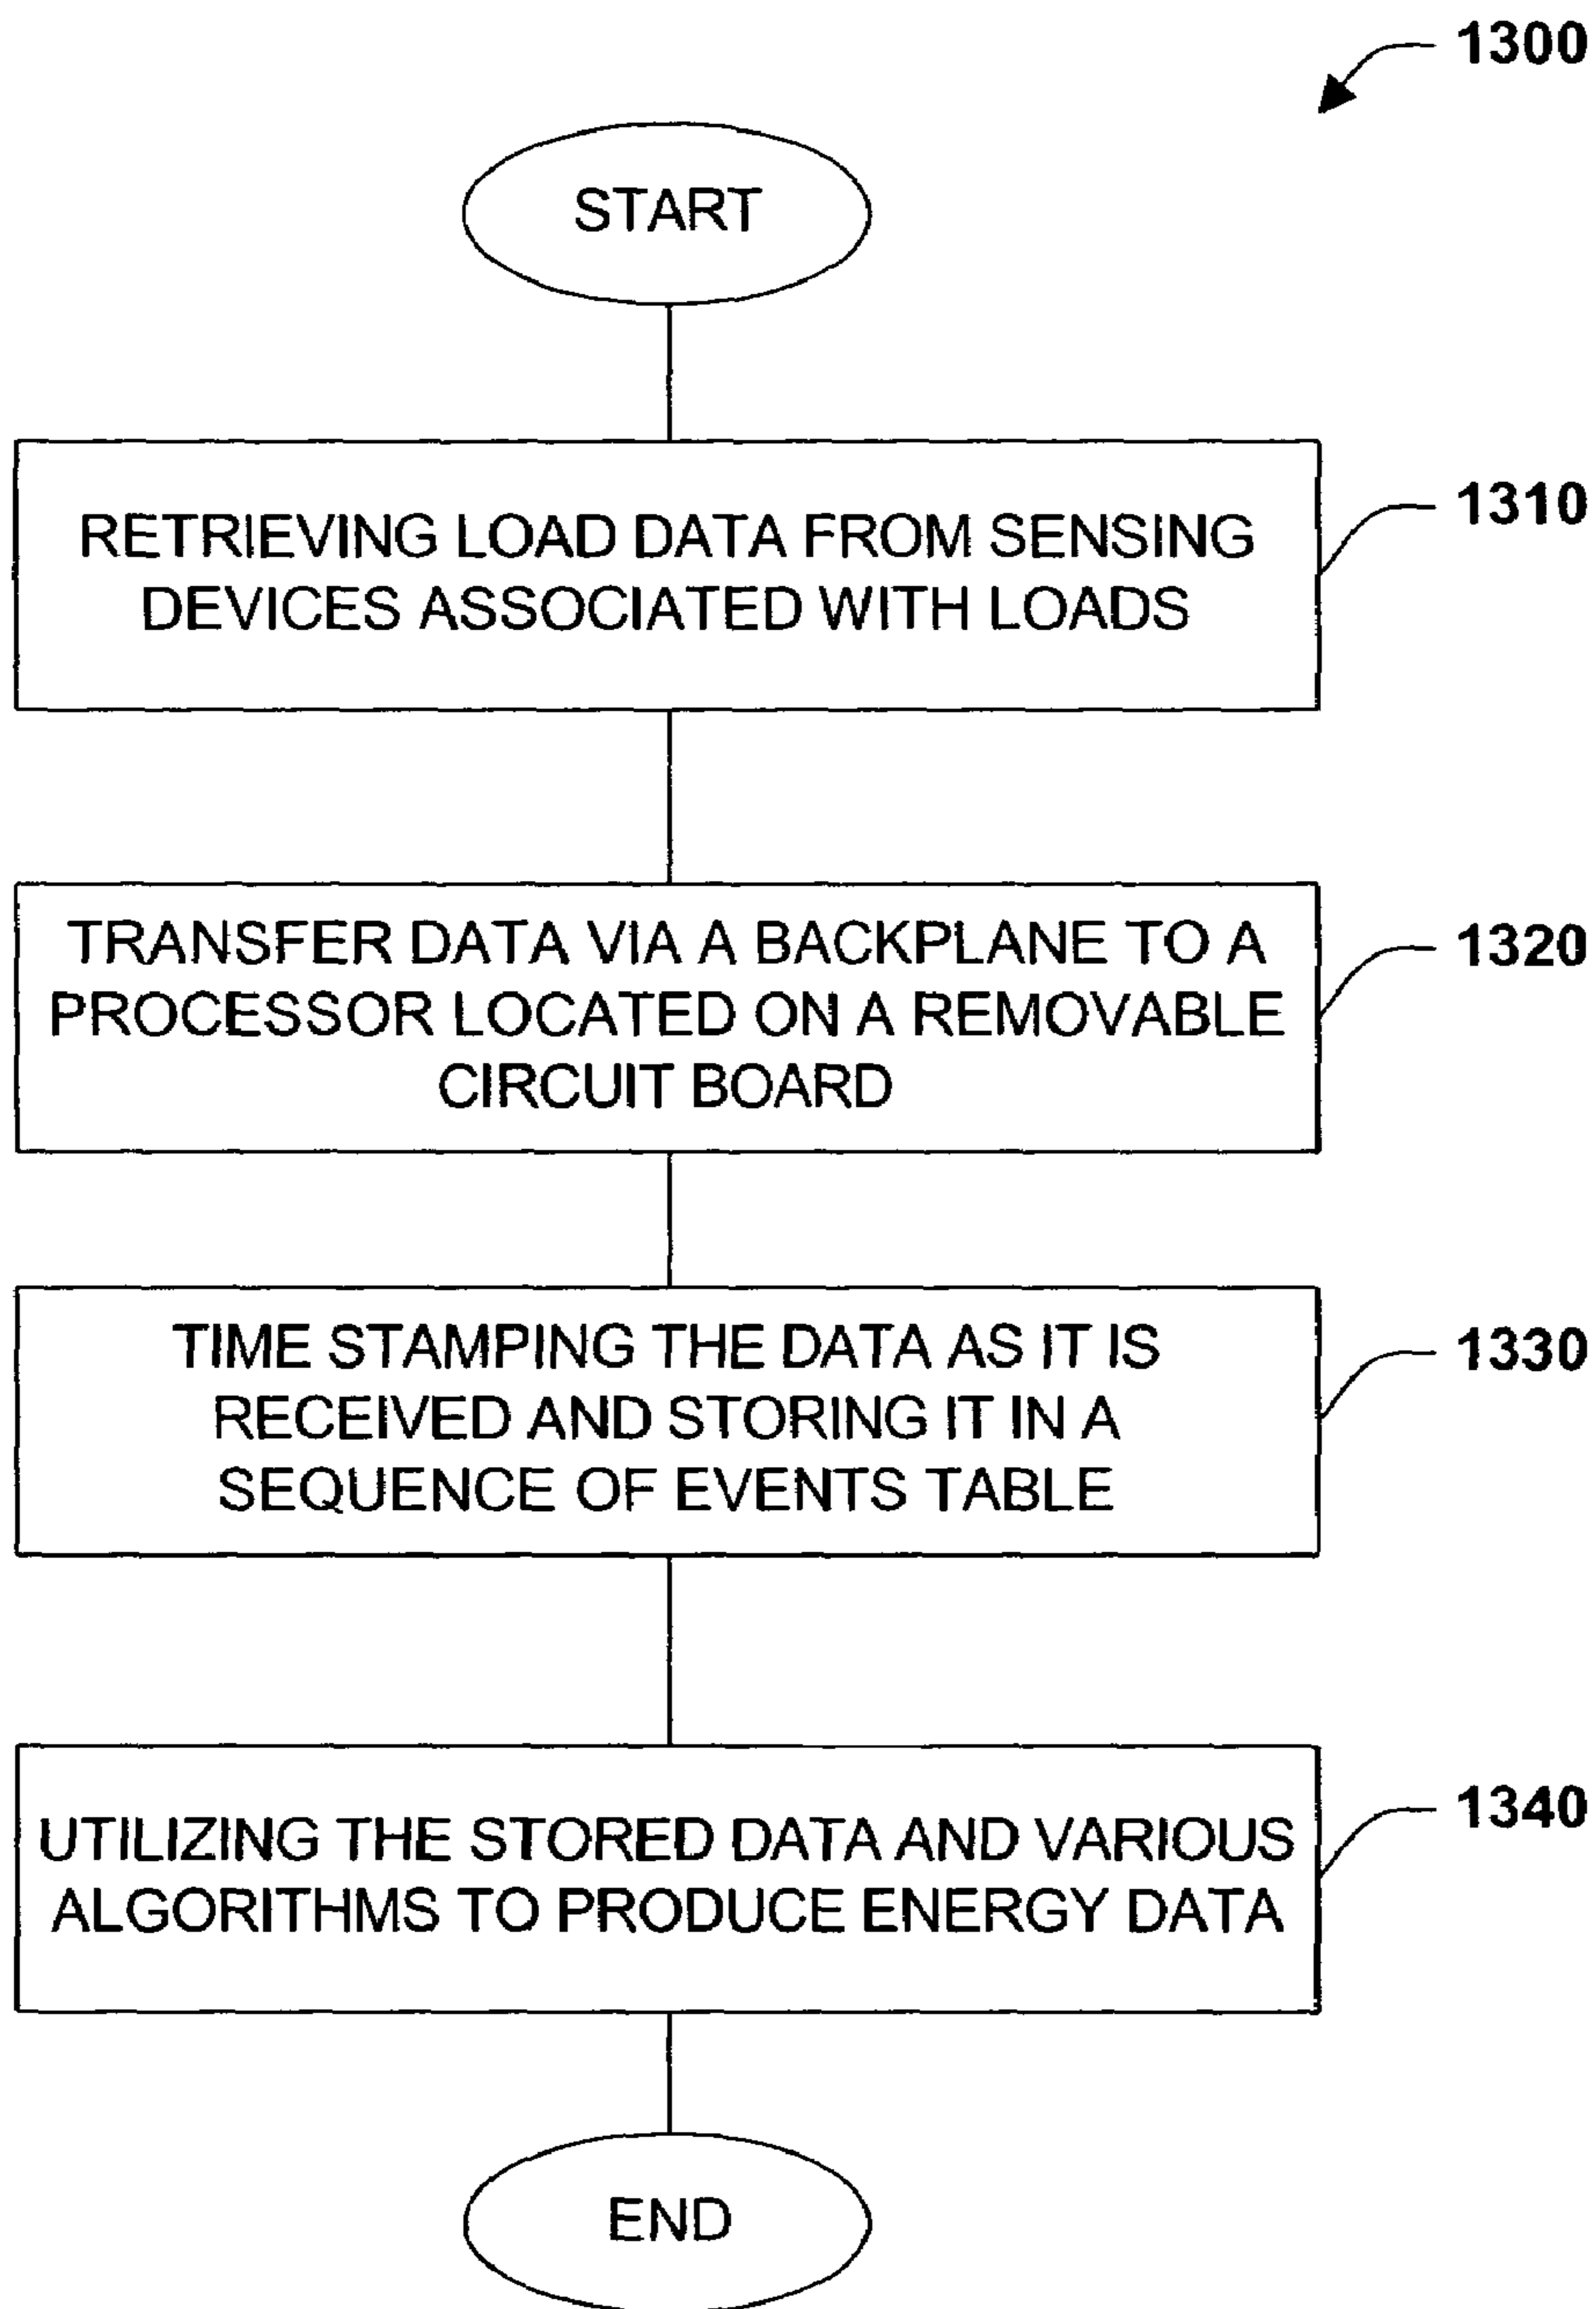 1300
START
RETRIEVING LOAD DATA FROM SENSING
DEVICES ASSOCIATED WITH LOADS
1310
TRANSFER DATA VIA A BACKPLANE TO A
PROCESSOR LOCATED ON A REMOVABLE
CIRCUIT BOARD
1320
TIME STAMPING THE DATA AS IT IS
RECEIVED AND STORING IT IN A
SEQUENCE OF EVENTS TABLE
1330
UTILIZING THE STORED DATA AND VARIOUS
ALGORITHMS TO PRODUCE ENERGY DATA
1340
END